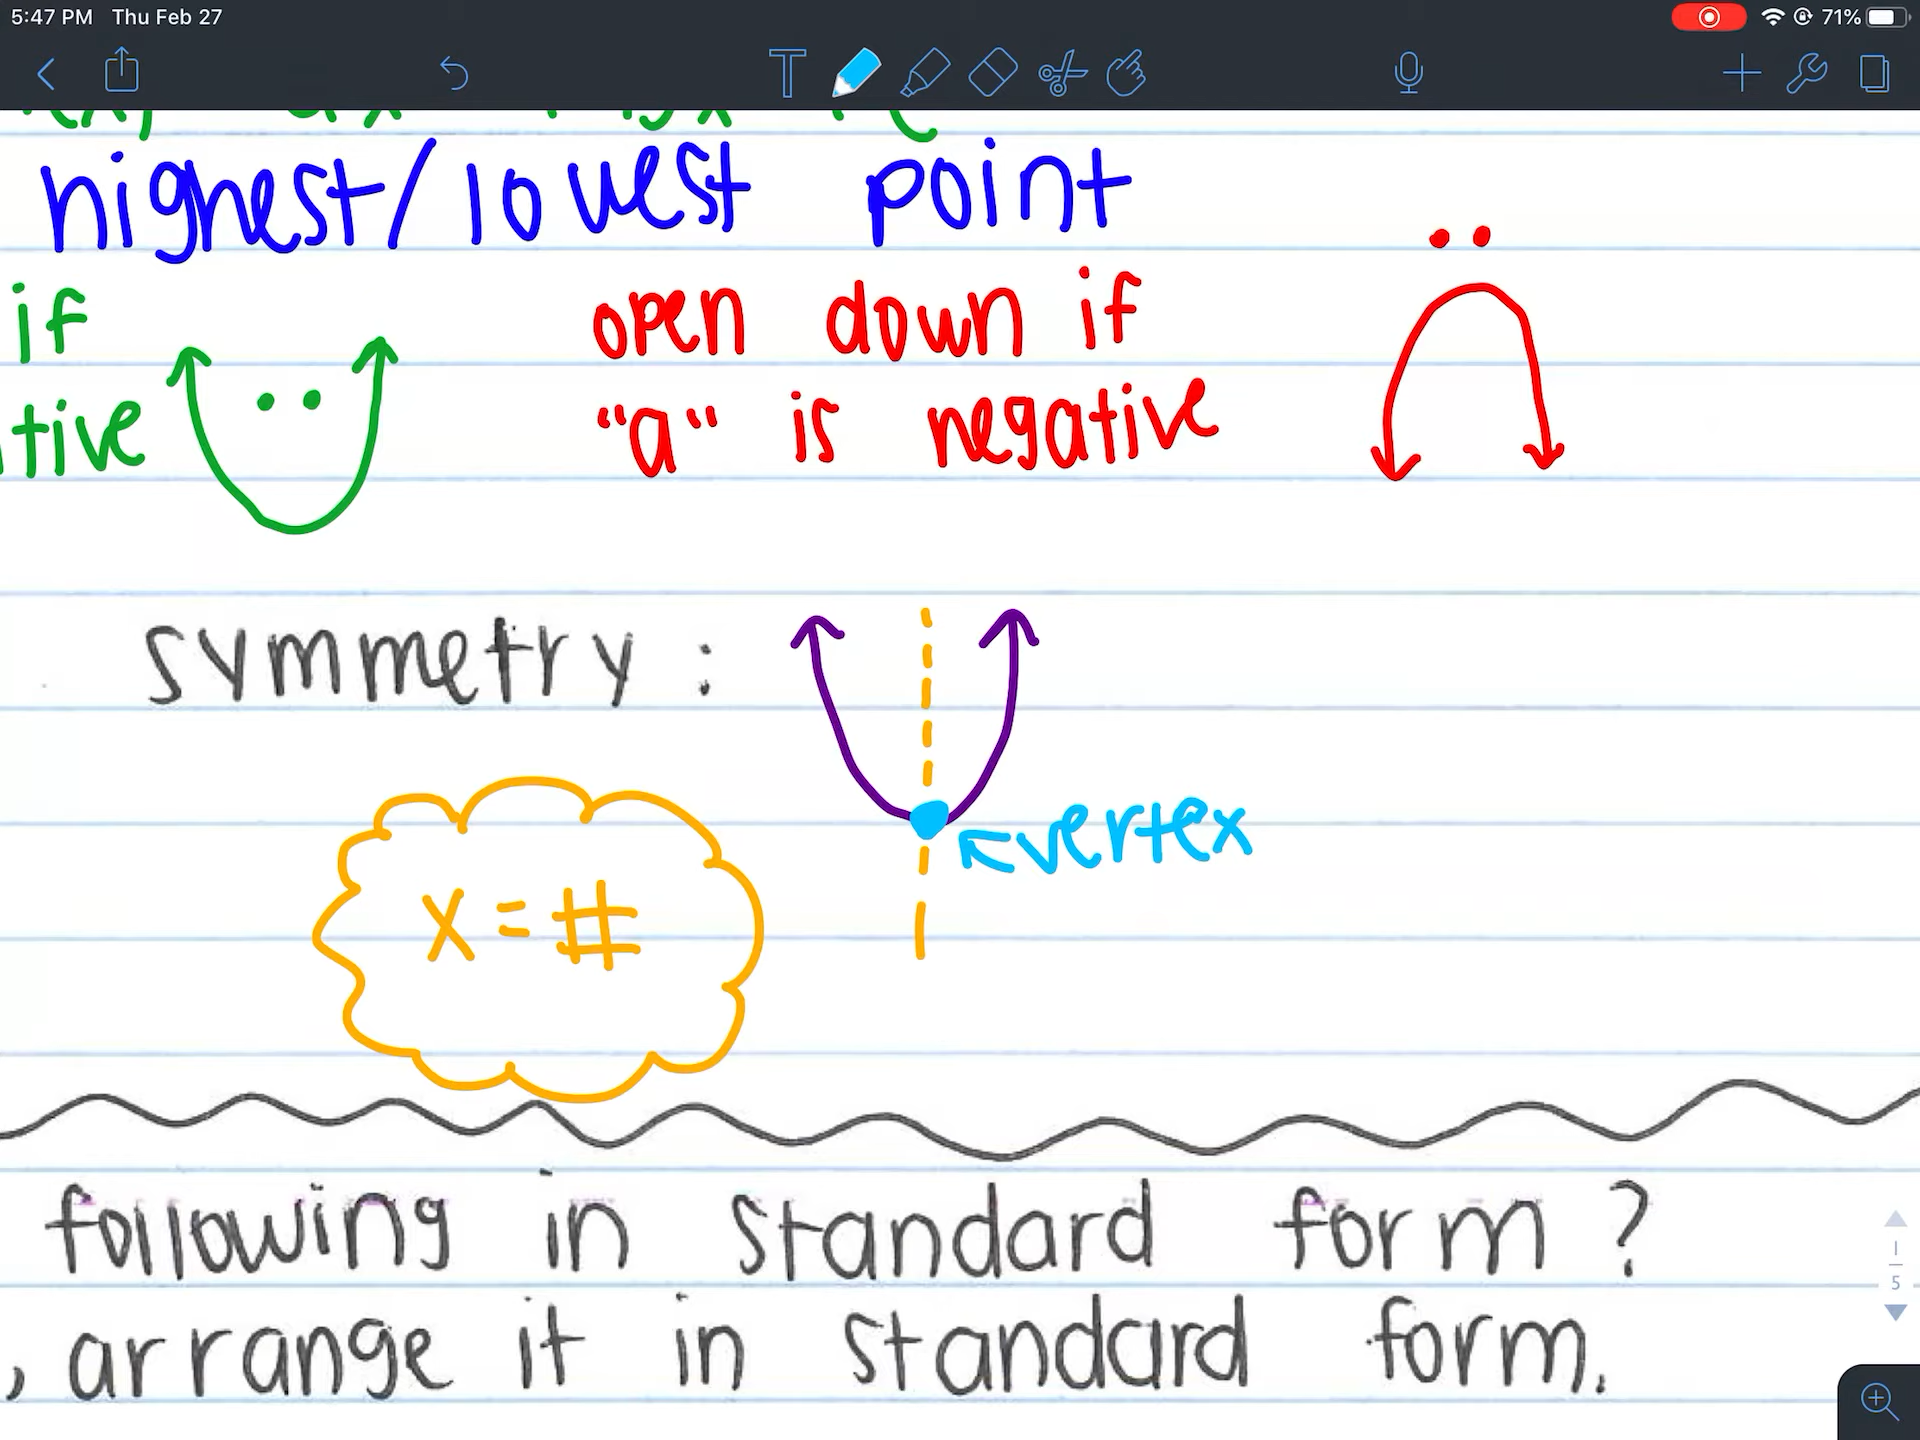 5:47 PM Thu Feb 27
71%
T
highest/lowest point
if
open down if
tive
"a" is negative
symmetry:
vertex
x = #
following in standard form?
1
5
, arrange it in standard form.